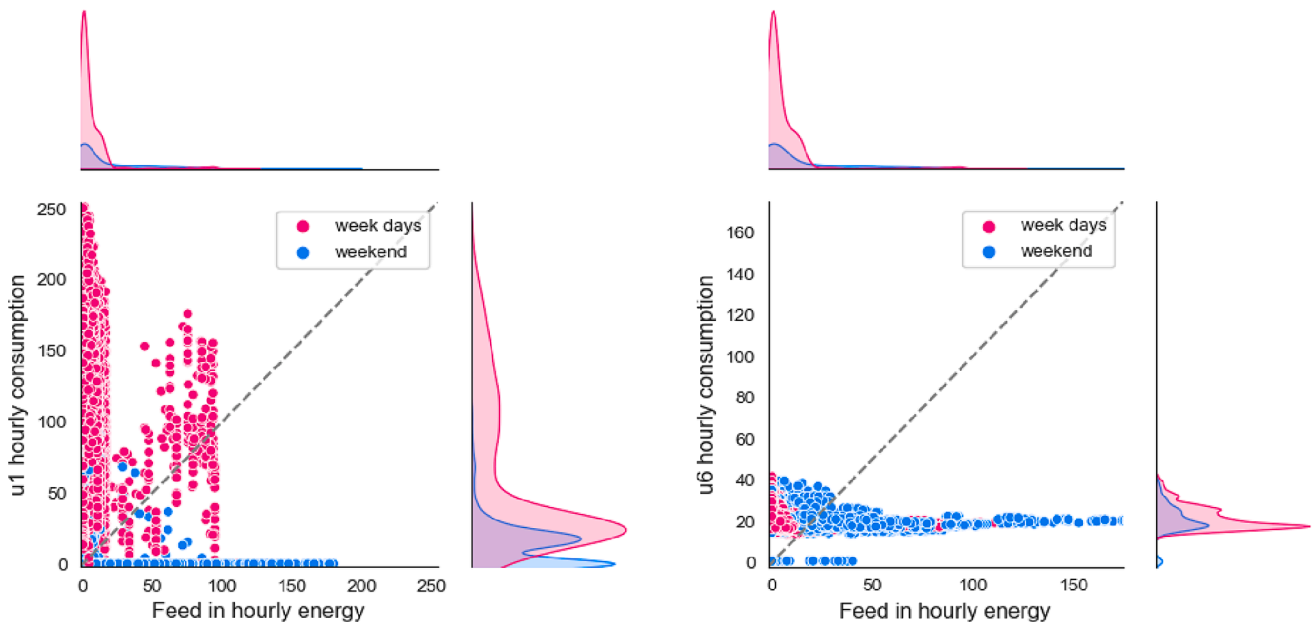 250
200
150
100
50
0
u1 hourly consumption
week days
weekend
0 50 100 150 200 250
Feed in hourly energy
160
140
120
100
80
60
40
20
0
u6 hourly consumption
week days
weekend
0 50 100 150
Feed in hourly energy